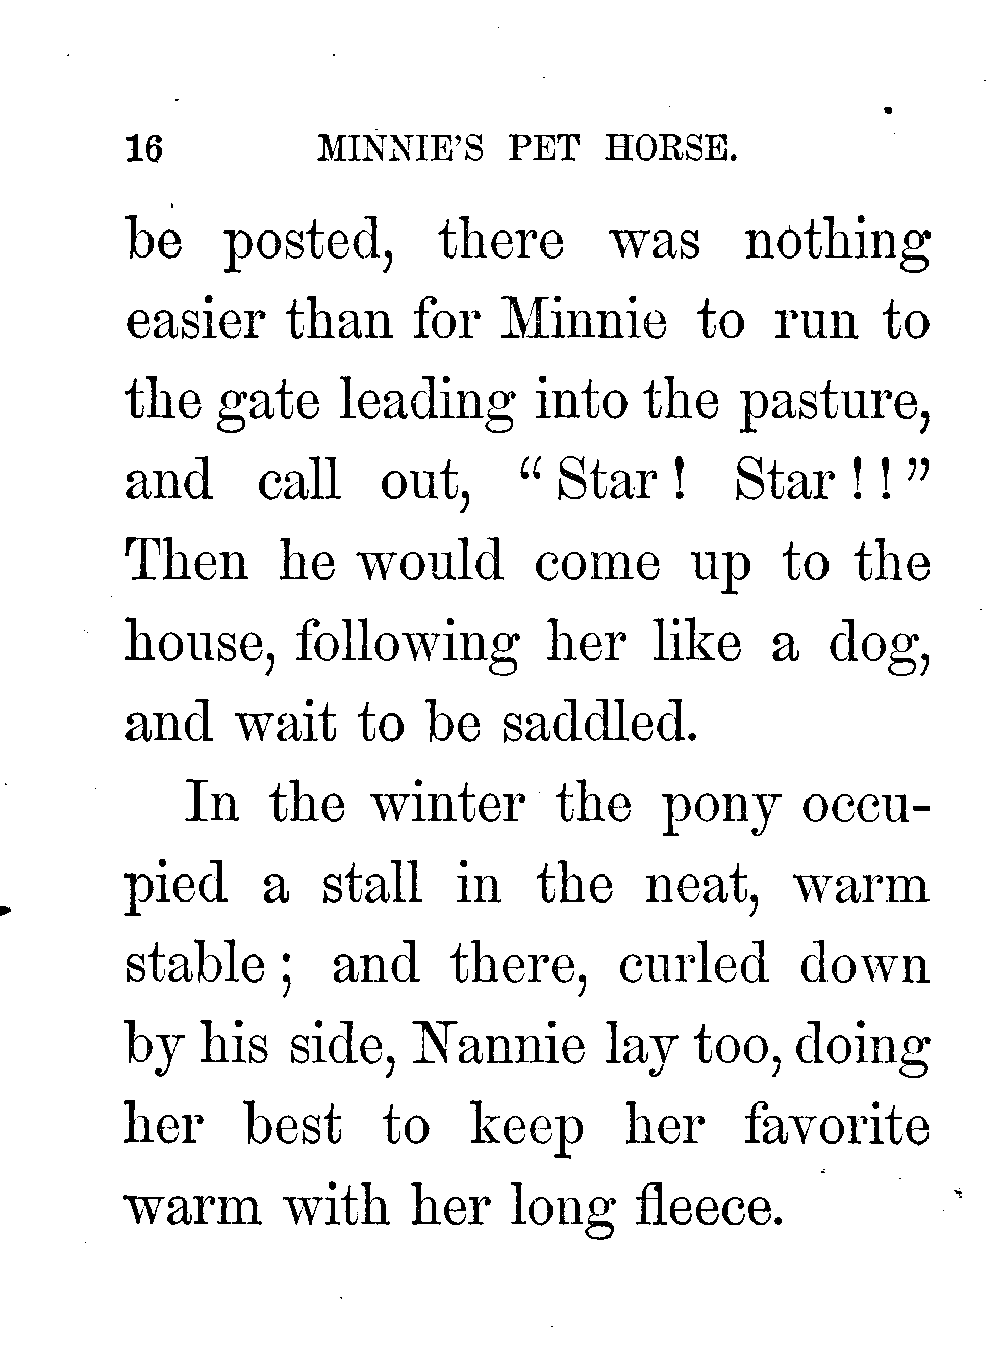 16 MINNIE'S PET HORSE.
be posted, there was nothing
easier than for Minnie to run to
the gate leading into the pasture,
and call out, “Star! Star!!”
Then he would come up to the
house, following her like a dog,
and wait to be saddled.
In the winter the pony occu-
pied a stall in the neat, warm
stable; and there, curled down
by his side, Nannie lay too, doing
her best to keep her favorite
warm with her long fleece.